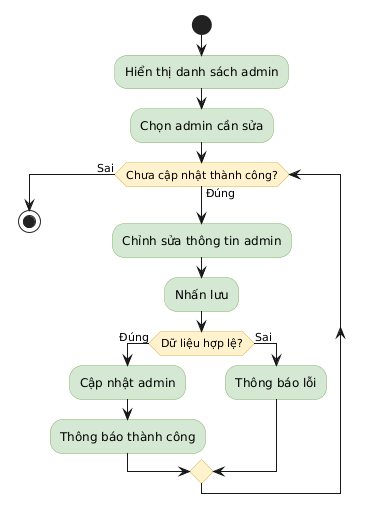 Hiển thị danh sách admin
Chọn admin cần sửa
Sai
Chưa cập nhật thành công?
Đúng
Chỉnh sửa thông tin admin
Nhấn lưu
Đúng
Dữ liệu hợp lệ?
Sai
Cập nhật admin
Thông báo lỗi
Thông báo thành công